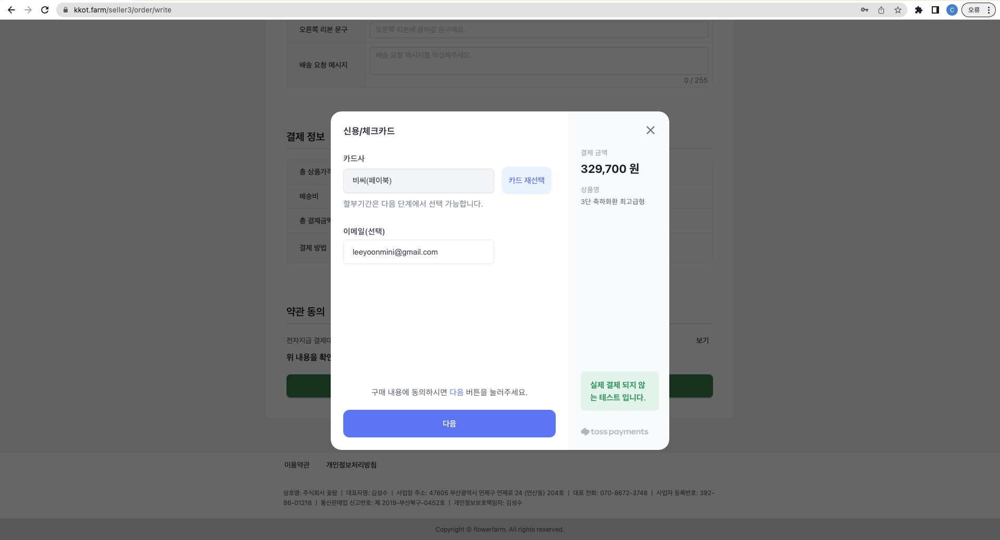 kkot.farm/seller3/order/write
C
오류
오른쪽 리본 문구
오른쪽 리본에 들어갈 문구에요.
배송 요청 메시지
배송 요청 메시지를 작성해주세요.
0 / 255
결제 정보
총 상품가격
배송비
총 결제금액
결제 방법
약관 동의
전자지급 결제대
보기
위 내용을 확인
신용/체크카드
카드사
비씨(페이북)
카드 재선택
할부기간은 다음 단계에서 선택 가능합니다.
이메일(선택)
leeyoonmini@gmail.com
구매 내용에 동의하시면 다음 버튼을 눌러주세요.
다음
결제 금액
329,700 원
상품명
3단 축하화환 최고급형
실제 결제 되지 않
는 테스트 입니다.
toss payments
이용약관
개인정보처리방침
상호명: 주식회사 꽃팜 | 대표자명: 김성수 | 사업장 주소: 47605 부산광역시 연제구 연제로 24 (연산동) 204호 | 대표 전화: 070-8672-3748 | 사업자 등록번호: 392-
86-01218 | 통신판매업 신고번호: 제 2019-부산북구-0452호 | 개인정보보호책임자: 김성수
Copyright © flowerfarm. All rights reserved.